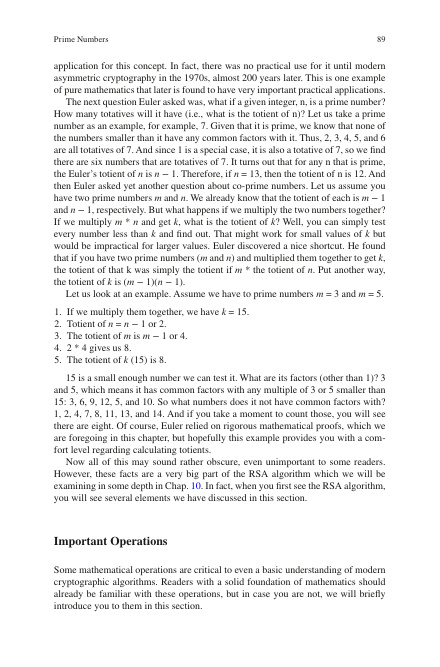 Prime Numbers 89
application for this concept. In fact, there was no practical use for it until modern
asymmetric cryptography in the 1970s, almost 200 years later. This is one example
of pure mathematics that later is found to have very important practical applications.
The next question Euler asked was, what if a given integer, n, is a prime number?
How many totatives will it have (i.e., what is the totient of n)? Let us take a prime
number as an example, for example, 7. Given that it is prime, we know that none of
the numbers smaller than it have any common factors with it. Thus, 2, 3, 4, 5, and 6
are all totatives of 7. And since 1 is a special case, it is also a totative of 7, so we find
there are six numbers that are totatives of 7. It turns out that for any n that is prime,
the Euler's totient of n is n − 1. Therefore, if n = 13, then the totient of n is 12. And
then Euler asked yet another question about co-prime numbers. Let us assume you
have two prime numbers m and n. We already know that the totient of each is m − 1
and n − 1, respectively. But what happens if we multiply the two numbers together?
If we multiply m * n and get k, what is the totient of k? Well, you can simply test
every number less than k and find out. That might work for small values of k but
would be impractical for larger values. Euler discovered a nice shortcut. He found
that if you have two prime numbers (m and n) and multiplied them together to get k,
the totient of that k was simply the totient if m * the totient of n. Put another way,
the totient of k is (m − 1)(n − 1).
Let us look at an example. Assume we have to prime numbers m = 3 and m = 5.
1. If we multiply them together, we have k = 15.
2. Totient of n = n − 1 or 2.
3. The totient of m is m − 1 or 4.
4. 2 * 4 gives us 8.
5. The totient of k (15) is 8.
15 is a small enough number we can test it. What are its factors (other than 1)? 3
and 5, which means it has common factors with any multiple of 3 or 5 smaller than
15: 3, 6, 9, 12, 5, and 10. So what numbers does it not have common factors with?
1, 2, 4, 7, 8, 11, 13, and 14. And if you take a moment to count those, you will see
there are eight. Of course, Euler relied on rigorous mathematical proofs, which we
are foregoing in this chapter, but hopefully this example provides you with a com-
fort level regarding calculating totients.
Now all of this may sound rather obscure, even unimportant to some readers.
However, these facts are a very big part of the RSA algorithm which we will be
examining in some depth in Chap. 10. In fact, when you first see the RSA algorithm,
you will see several elements we have discussed in this section.
Important Operations
Some mathematical operations are critical to even a basic understanding of modern
cryptographic algorithms. Readers with a solid foundation of mathematics should
already be familiar with these operations, but in case you are not, we will briefly
introduce you to them in this section.